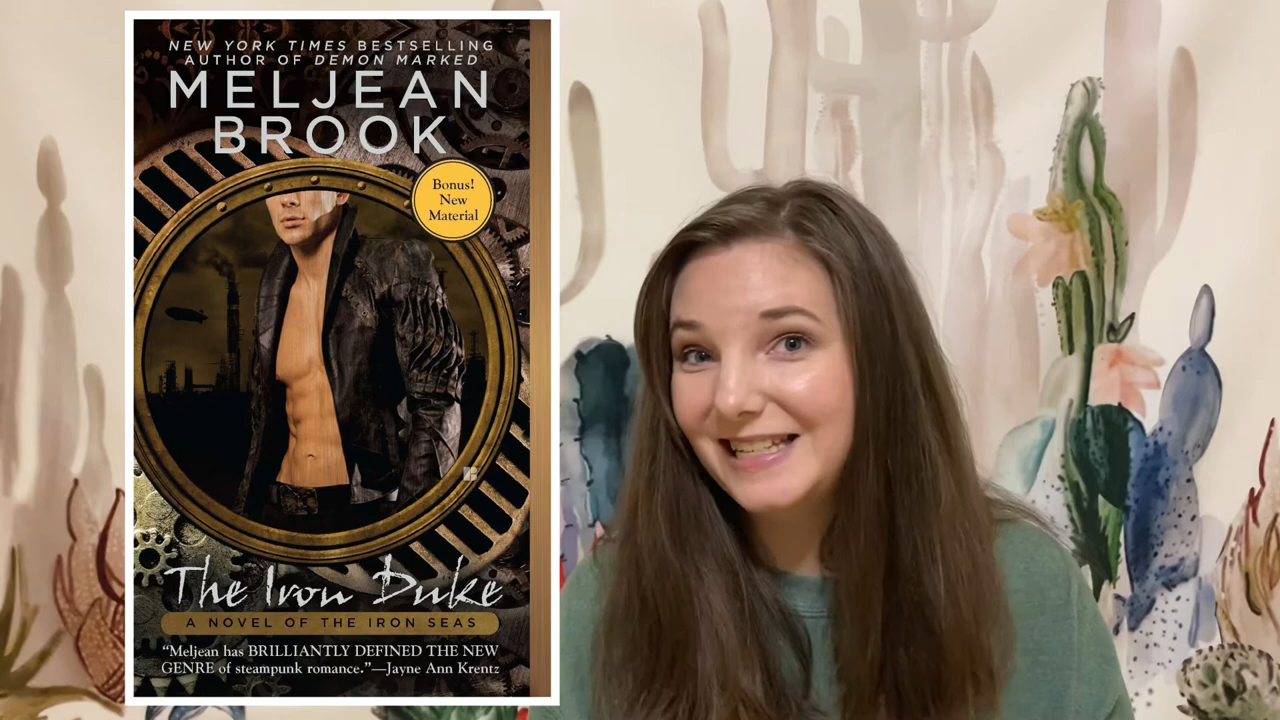 NEW YORK TIMES BESTSELLING
AUTHOR OF DEMON MARKED
MELJEAN
BROOK
Bonus!
New
Material
The Iron Duke
A NOVEL OF THE IRON SEAS
“Meljean has BRILLIANTLY DEFINED THE NEW
GENRE of steampunk romance.”—Jayne Ann Krentz